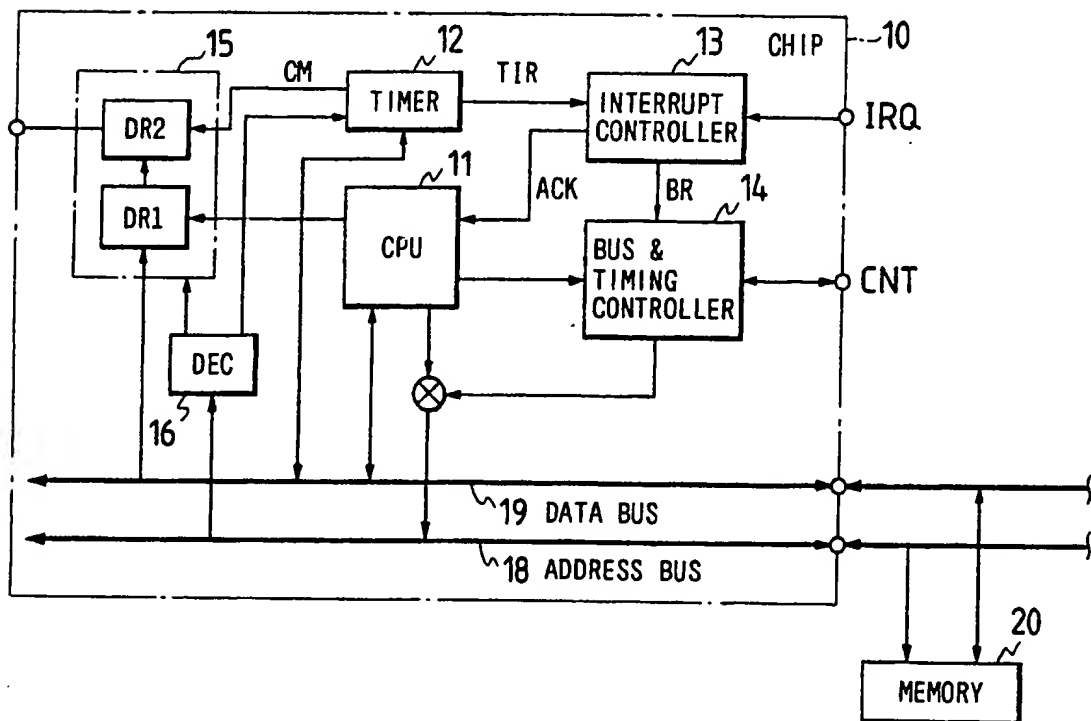 15
12
13
CHIP
10
CM
TIMER
TIR
INTERRUPT
CONTROLLER
IRQ
DR2
11
ACK
BR
14
DR1
CPU
BUS &
TIMING
CONTROLLER
CNT
DEC
16
19 DATA BUS
18 ADDRESS BUS
20
MEMORY